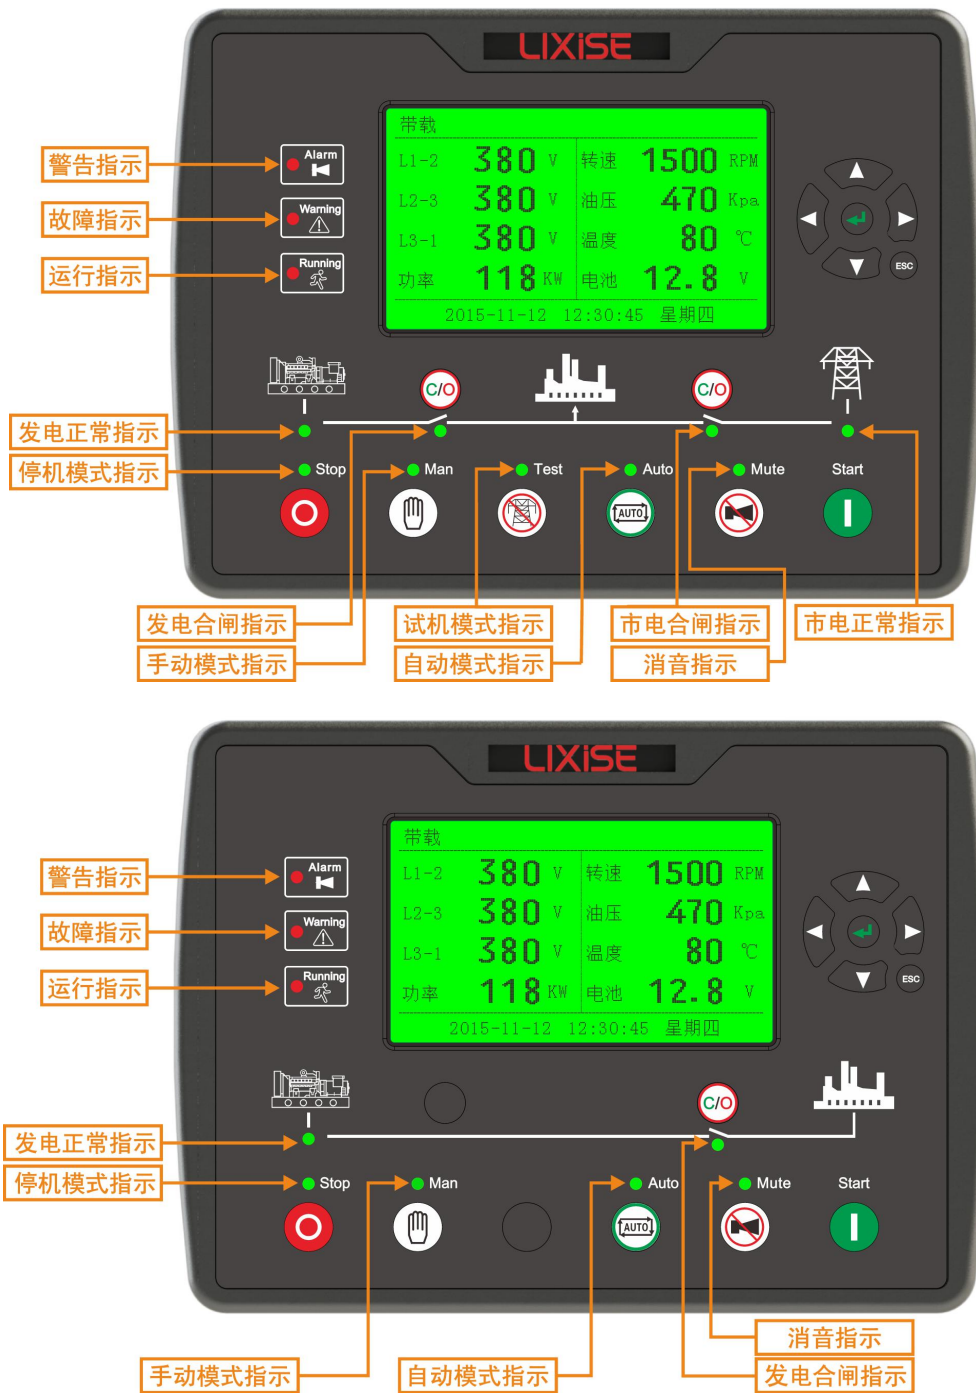 LIXiSE
带载
L1-2 380 V 转速 1500 RPM
L2-3 380 V 油压 470 Kpa
L3-1 380 V 温度 80 ℃
功率 118 KW 电池 12.8 V
2015-11-12 12:30:45 星期四
警告指示
Alarm
故障指示
Warning
运行指示
Running
ESC
C/O
C/O
发电正常指示
停机模式指示
Stop
Man
Test
Auto
Mute
Start
AUTO
发电合闸指示
试机模式指示
市电合闸指示
市电正常指示
手动模式指示
自动模式指示
消音指示
LIXiSE
带载
L1-2 380 V 转速 1500 RPM
L2-3 380 V 油压 470 Kpa
L3-1 380 V 温度 80 ℃
功率 118 KW 电池 12.8 V
2015-11-12 12:30:45 星期四
警告指示
Alarm
故障指示
Warning
运行指示
Running
ESC
C/O
发电正常指示
停机模式指示
Stop
Man
Auto
Mute
Start
AUTO
消音指示
手动模式指示
自动模式指示
发电合闸指示